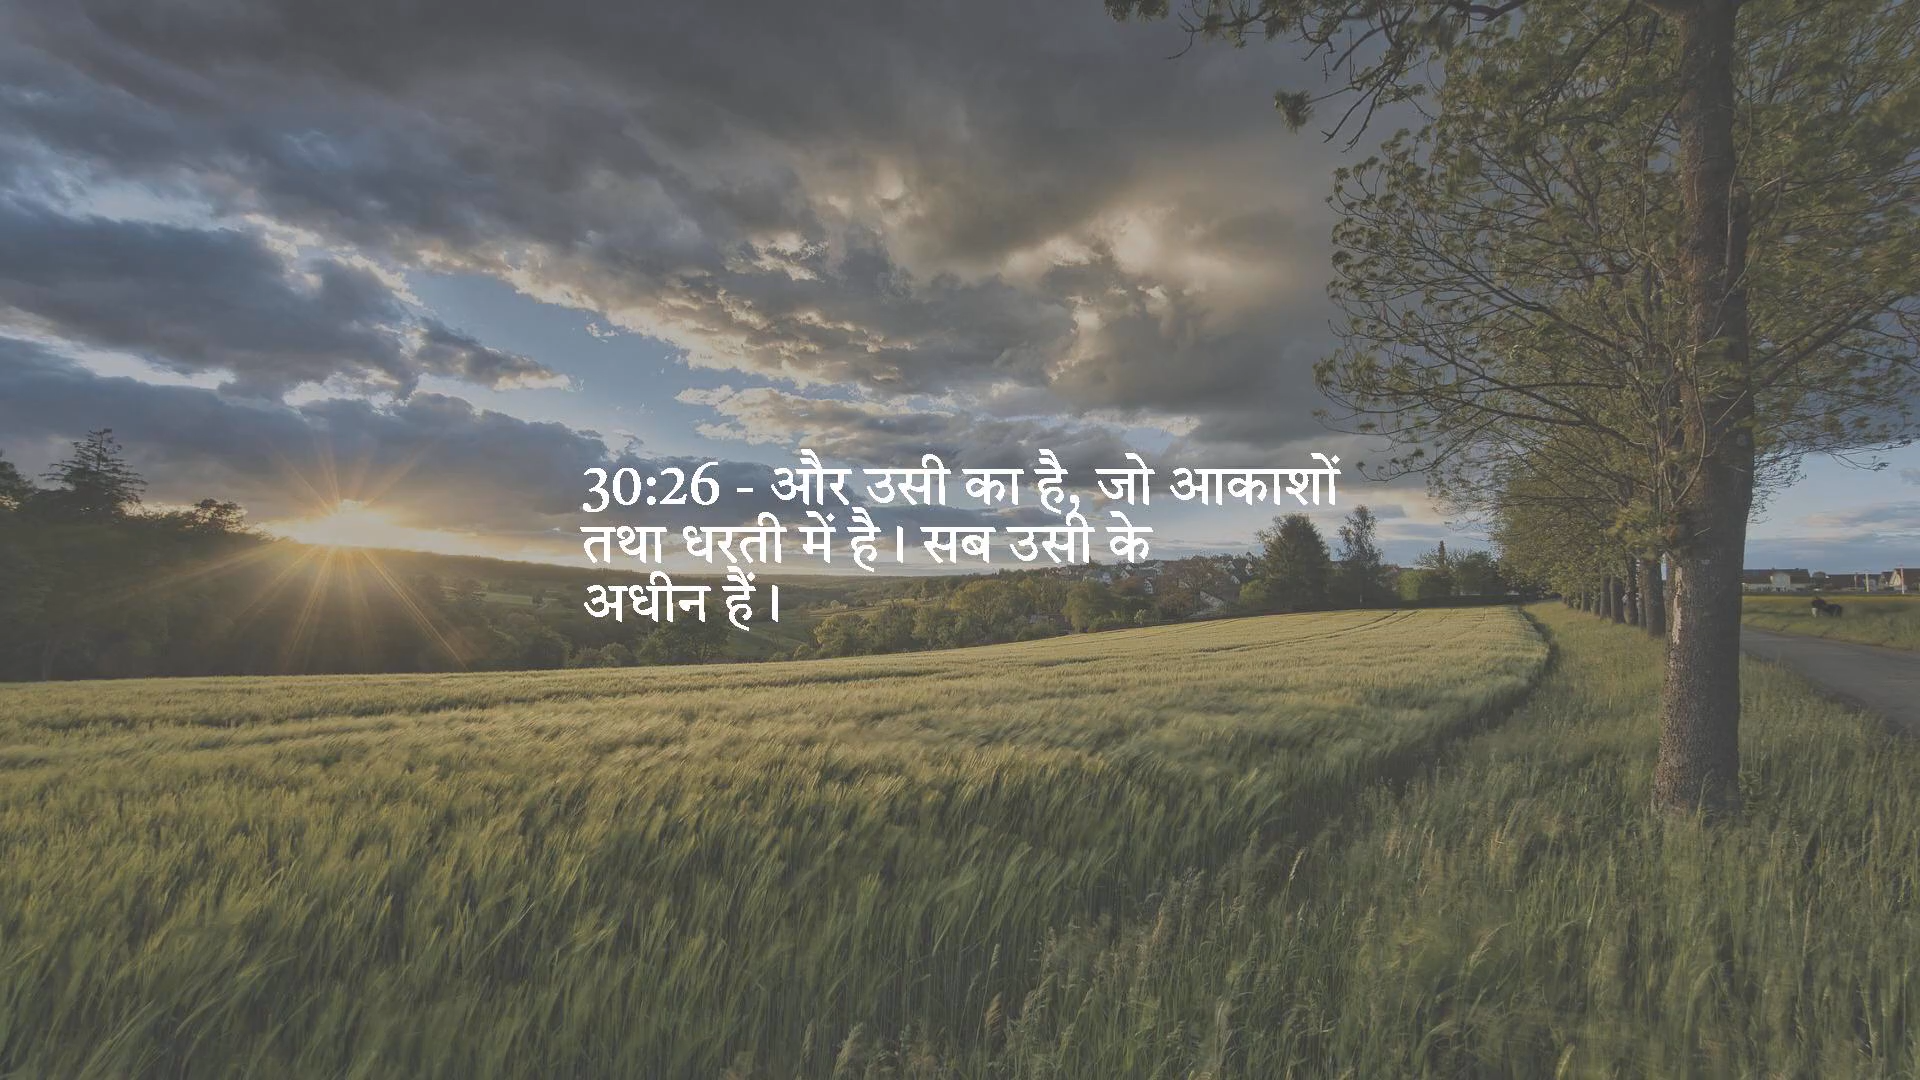 30:26 - और उसी का है, जो आकाशों
तथा धरती में है। सब उसी के
अधीन हैं।